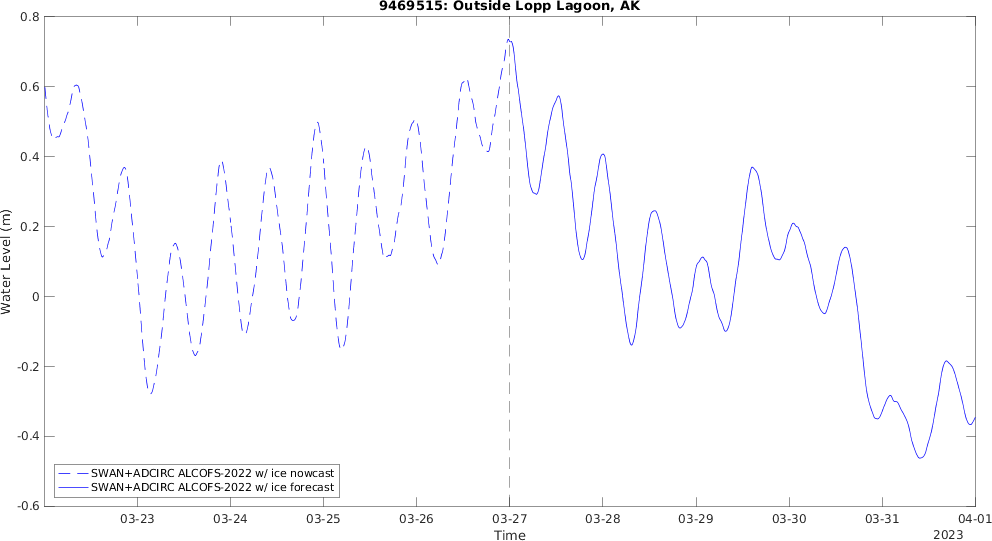 9469515: Outside Lopp Lagoon, AK
Water Level (m)
0.8
0.6
0.4
0.2
0
-0.2
-0.4
-0.6
SWAN+ADCIRC ALCOFS-2022 w/ ice nowcast
SWAN+ADCIRC ALCOFS-2022 w/ ice forecast
03-23 03-24 03-25 03-26 03-27 03-28 03-29 03-30 03-31 04-01
Time
2023